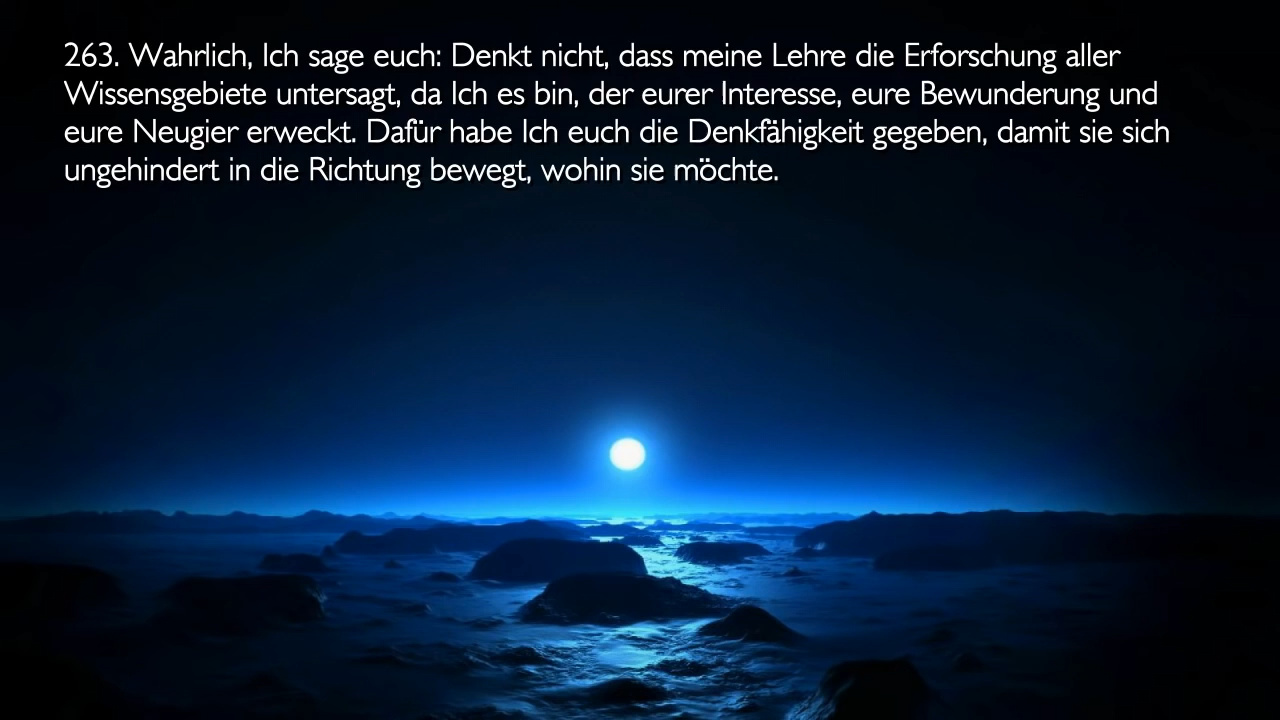 263. Wahrlich, Ich sage euch: Denkt nicht, dass meine Lehre die Erforschung aller
Wissensgebiete untersagt, da Ich es bin, der eurer Interesse, eure Bewunderung und
eure Neugier erweckt. Dafür habe Ich euch die Denkfähigkeit gegeben, damit sie sich
ungehindert in die Richtung bewegt, wohin sie möchte.